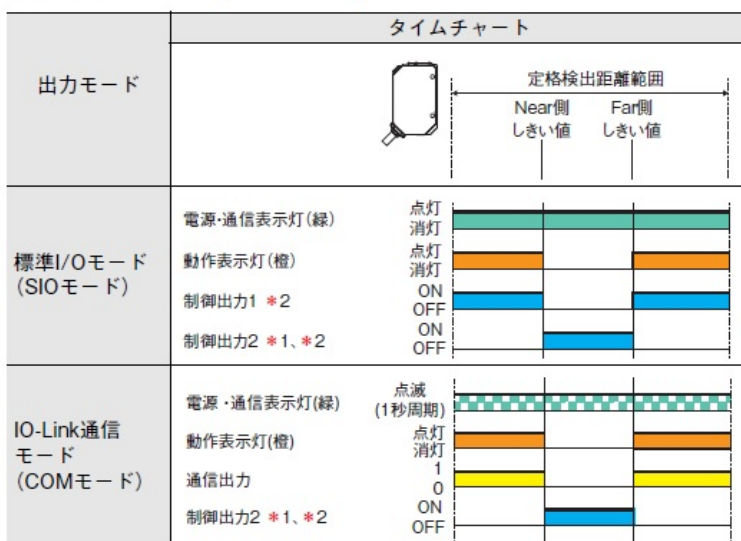 タイムチャート
出力モード
定格検出距離範囲
Near側
しきい値
Far側
しきい値
標準I/Oモード
(SIOモード)
電源・通信表示灯(緑)
点灯
消灯
動作表示灯(橙)
点灯
消灯
制御出力1 *2
ON
OFF
制御出力2 *1、*2
ON
OFF
IO-Link通信
モード
(COMモード)
電源・通信表示灯(緑)
点滅
(1秒周期)
動作表示灯(橙)
点灯
消灯
通信出力
1
0
制御出力2 *1、*2
ON
OFF